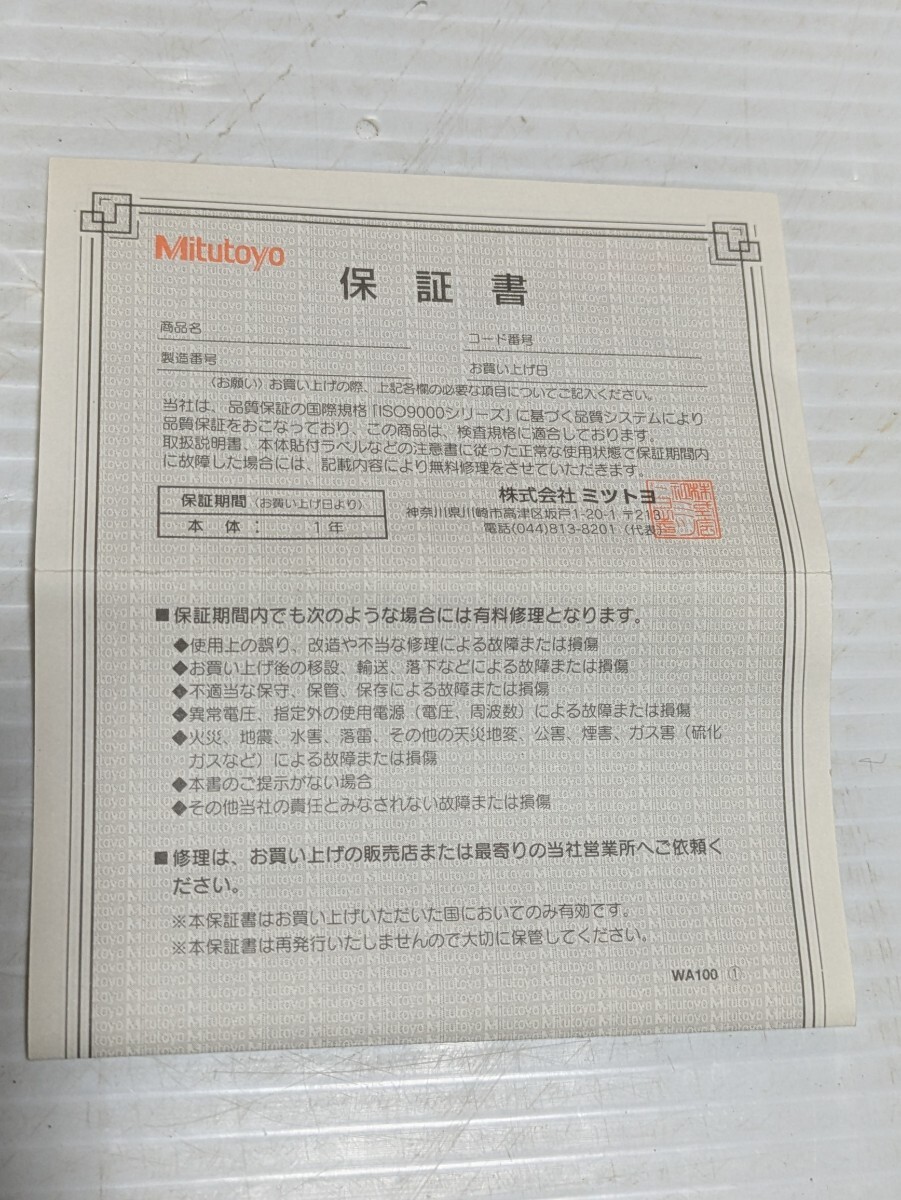 Mitutoyo
保証書
商品名
コード番号
製造番号
お買い上げ日
〈お願い〉お買い上げの際、上記各欄の必要な項目についてご記入ください。
当社は、品質保証の国際規格「ISO9000シリーズ」に基づく品質システムにより
品質保証をおこなっており、この商品は、検査規格に適合しております。
取扱説明書、本体貼付ラベルなどの注意書に従った正常な使用状態で保証期間内
に故障した場合には、記載内容により無料修理をさせていただきます。
保証期間（お買い上げ日より）
本　体：　1年
株式会社 ミツトヨ
神奈川県川崎市高津区坂戸1-20-1 〒213
電話(044)813-8201（代表）
■保証期間内でも次のような場合には有料修理となります。
◆使用上の誤り、改造や不当な修理による故障または損傷
◆お買い上げ後の移設、輸送、落下などによる故障または損傷
◆不適当な保守、保管、保存による故障または損傷
◆異常電圧、指定外の使用電源（電圧、周波数）による故障または損傷
◆火災、地震、水害、落雷、その他の天災地変、公害、煙害、ガス害（硫化
ガスなど）による故障または損傷
◆本書のご提示がない場合
◆その他当社の責任とみなされない故障または損傷
■修理は、お買い上げの販売店または最寄りの当社営業所へご依頼く
ださい。
※本保証書はお買い上げいただいた国においてのみ有効です。
※本保証書は再発行いたしませんので大切に保管してください。
WA100 ①